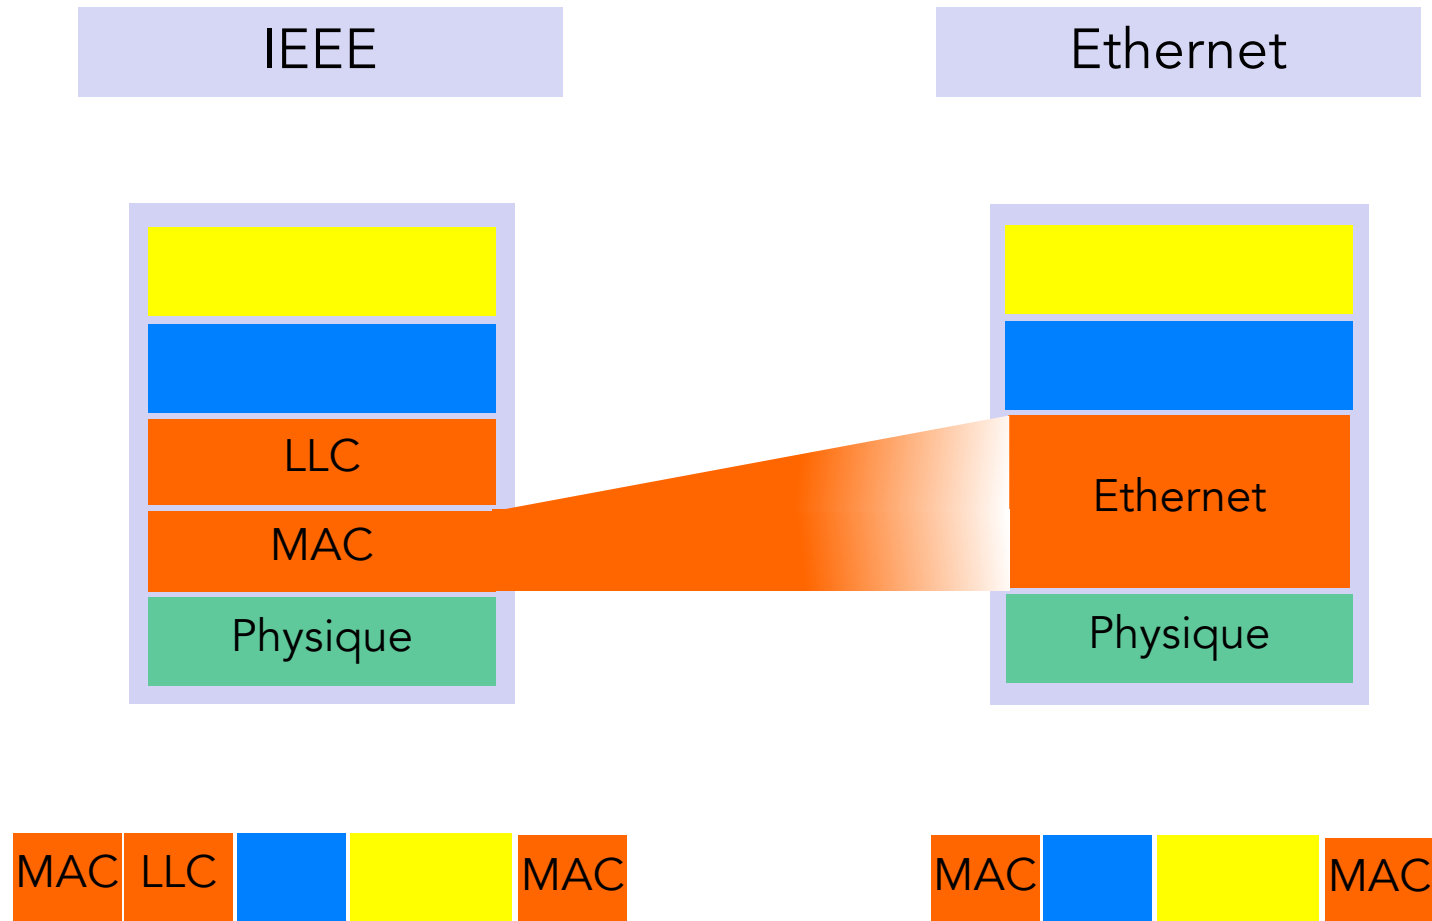 IEEE
Ethernet
LLC
MAC
Physique
Ethernet
Physique
MAC LLC MAC
MAC MAC